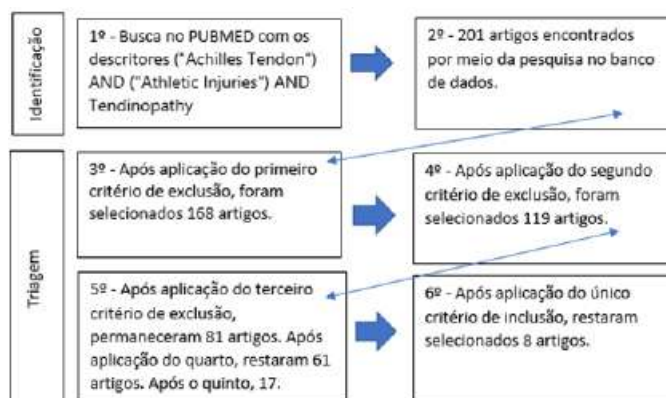 Identificação
1º - Busca no PUBMED com os
descritores ("Achilles Tendon")
AND ("Athletic Injuries") AND
Tendinopathy
2º - 201 artigos encontrados
por meio da pesquisa no banco
de dados.
Triagem
3º - Após aplicação do primeiro
critério de exclusão, foram
selecionados 168 artigos.
4º - Após aplicação do segundo
critério de exclusão, foram
selecionados 119 artigos.
5º - Após aplicação do terceiro
critério de exclusão,
permaneceram 81 artigos. Após
aplicação do quarto, restaram 61
artigos. Após o quinto, 17.
6º - Após aplicação do único
critério de inclusão, restaram
selecionados 8 artigos.